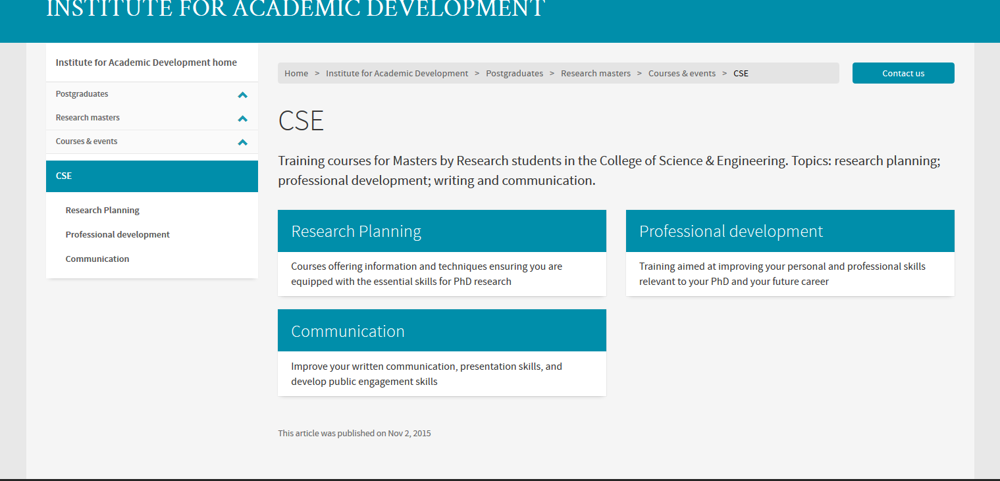 INSTITUTE FOR ACADEMIC DEVELOPMENT
Institute for Academic Development home
Postgraduates
Research masters
Courses & events
CSE
Research Planning
Professional development
Communication
Home > Institute for Academic Development > Postgraduates > Research masters > Courses & events > CSE
Contact us
CSE
Training courses for Masters by Research students in the College of Science & Engineering. Topics: research planning;
professional development; writing and communication.
Research Planning
Courses offering information and techniques ensuring you are
equipped with the essential skills for PhD research
Professional development
Training aimed at improving your personal and professional skills
relevant to your PhD and your future career
Communication
Improve your written communication, presentation skills, and
develop public engagement skills
This article was published on Nov 2, 2015